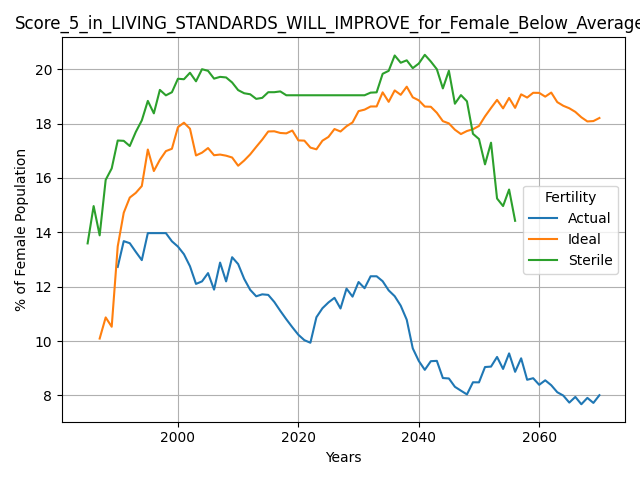 Score_5_in_LIVING_STANDARDS_WILL_IMPROVE_for_Female_Below_Average
% of Female Population
20
18
16
14
12
10
8
Fertility
Actual
Ideal
Sterile
2000
2020
2040
2060
Years